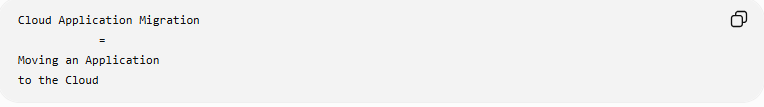 Cloud Application Migration
=
Moving an Application
to the Cloud